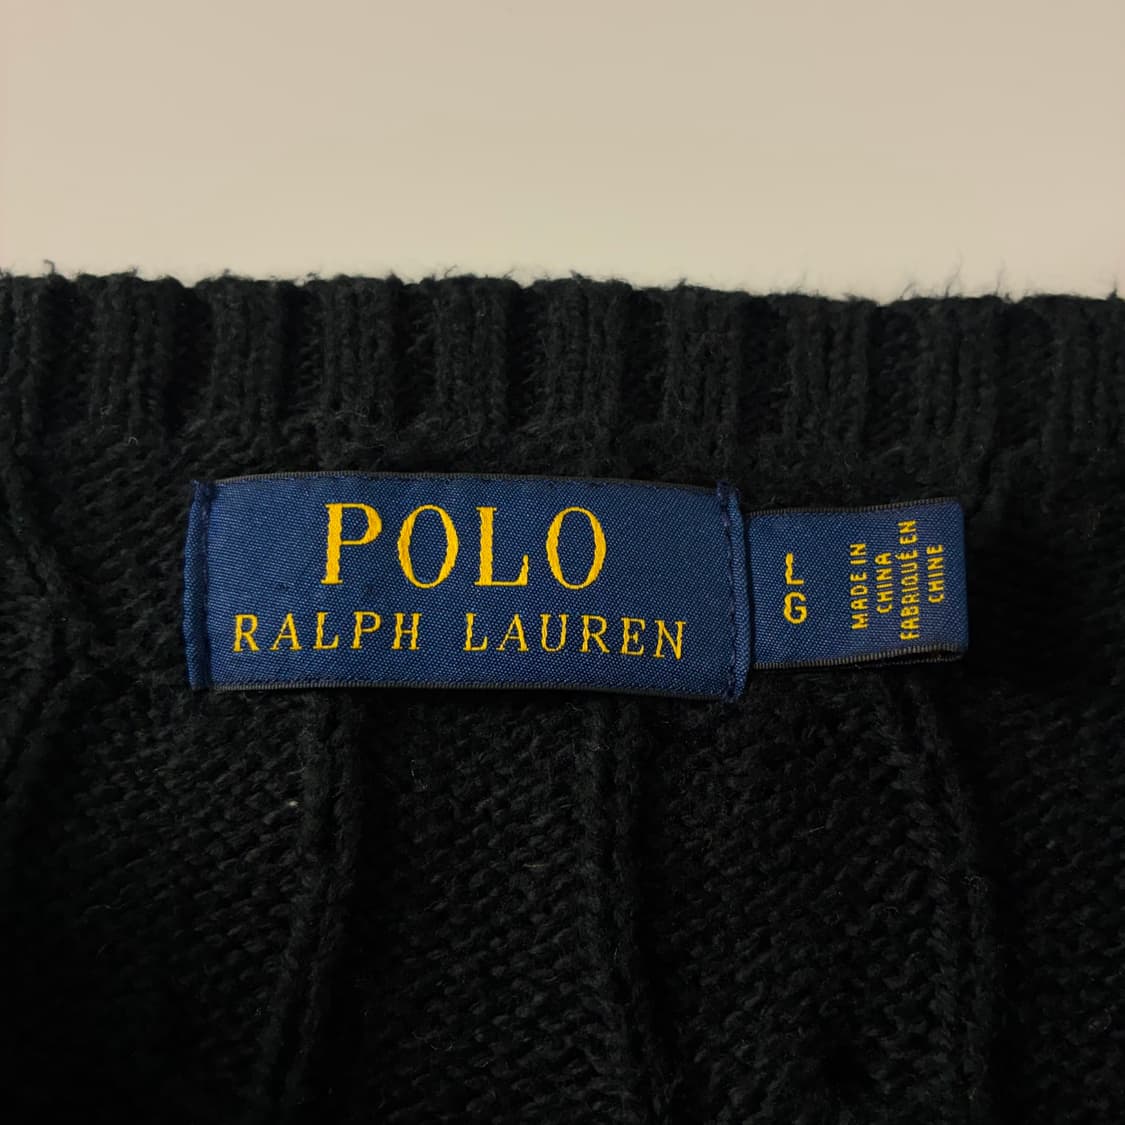 POLO
RALPH LAUREN
L
G
MADE IN
CHINA
FABRIQUÉ EN
CHINE